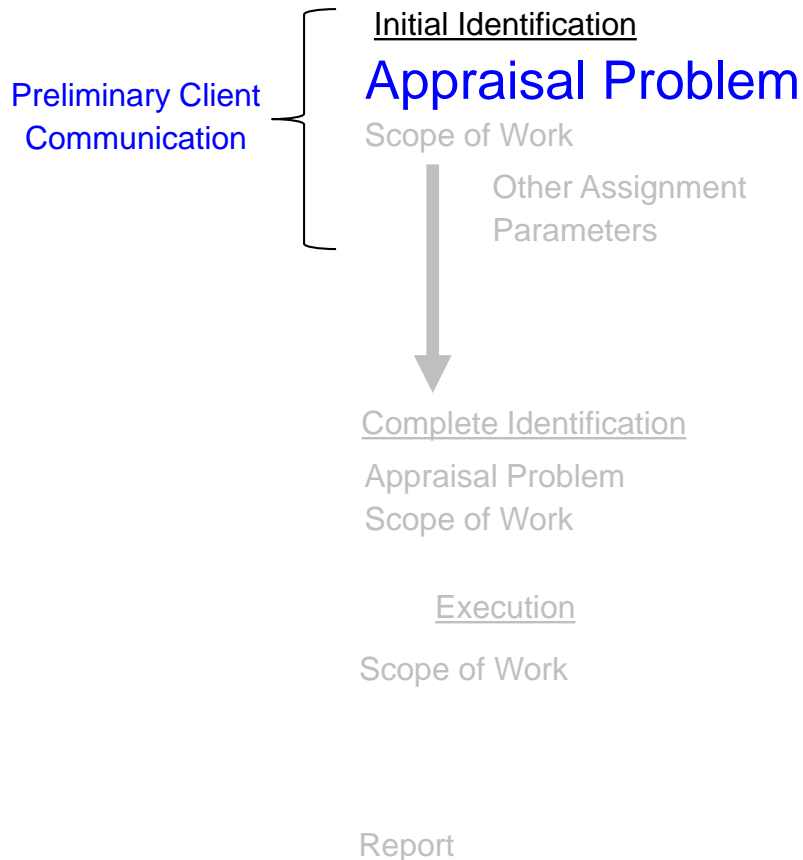 Initial Identification
Preliminary Client
Communication
Appraisal Problem
Scope of Work
Other Assignment
Parameters
Complete Identification
Appraisal Problem
Scope of Work
Execution
Scope of Work
Report